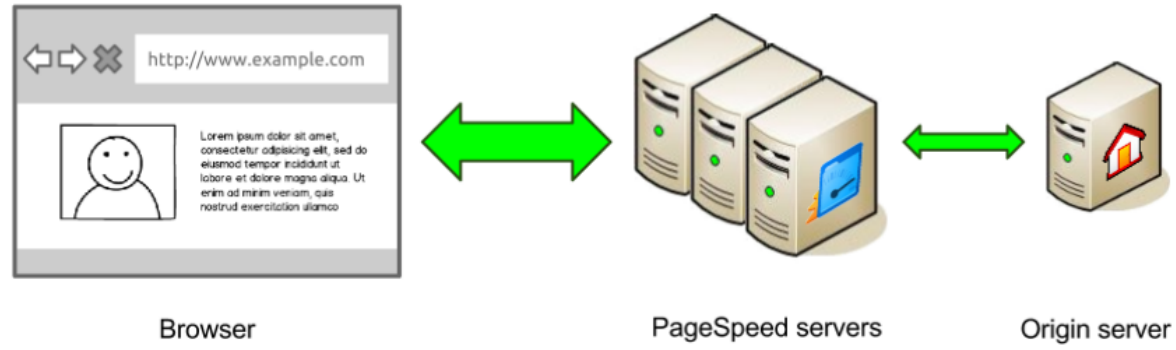 http://www.example.com
Lorem ipsum dolor sit amet,
consectetur adipisicing elit, sed do
eiusmod tempor incididunt ut
labore et dolore magna aliqua. Ut
enim ad minim veniam, quis
nostrud exercitation ullamco
Browser
PageSpeed servers
Origin server